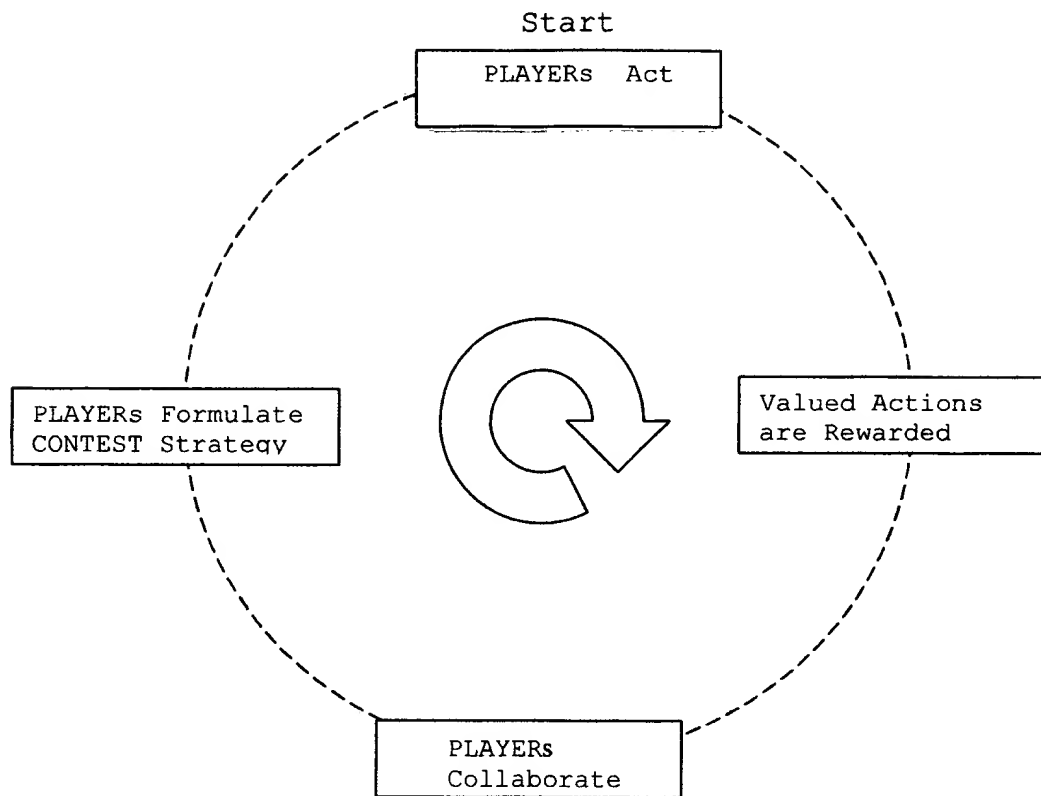 Start
PLAYERs Act
PLAYERs Formulate
CONTEST Strategy
Valued Actions
are Rewarded
PLAYERs
Collaborate